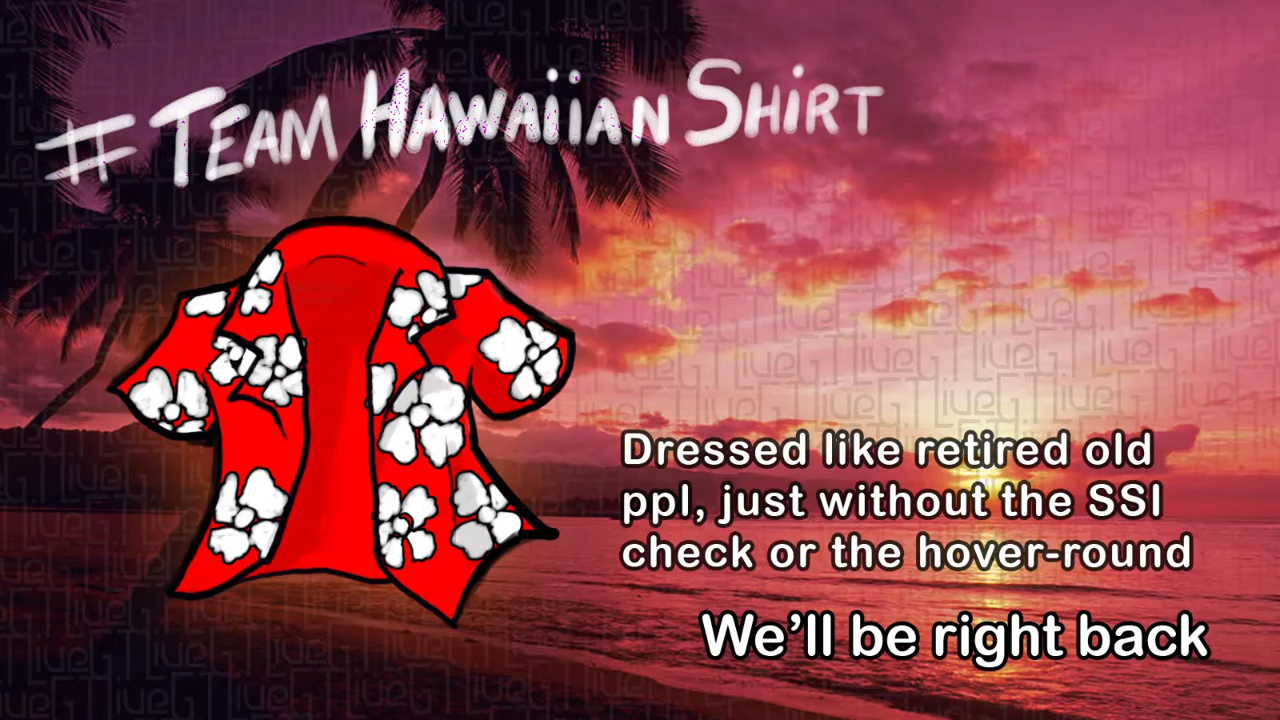 #Team Hawaiian Shirt
Dressed like retired old
ppl, just without the SSI
check or the hover-round
We'll be right back